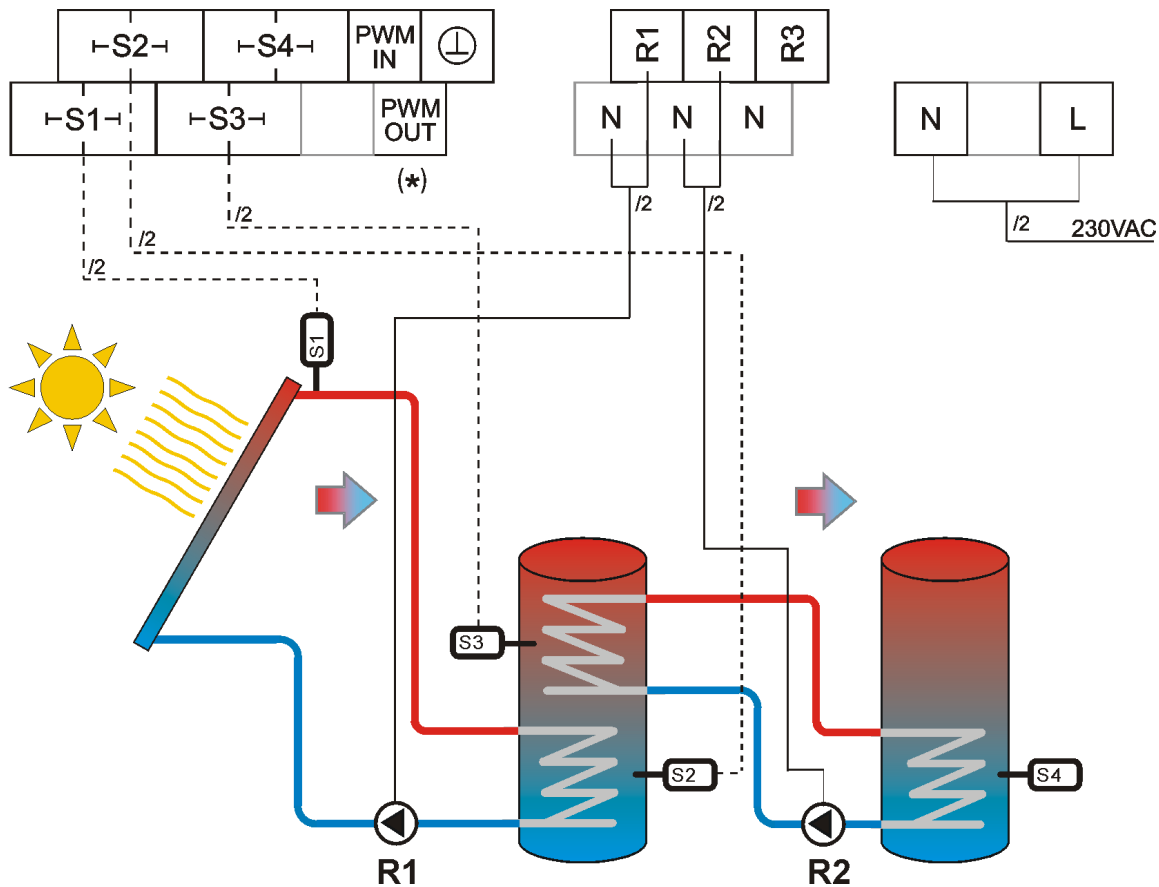 S2 S4 PWM IN
S1 S3 PWM OUT
(*)
R1 R2 R3
N N N
N L
/2
/2
/2
/2
/2
/2
230VAC
S1
S3
S2
S4
R1
R2